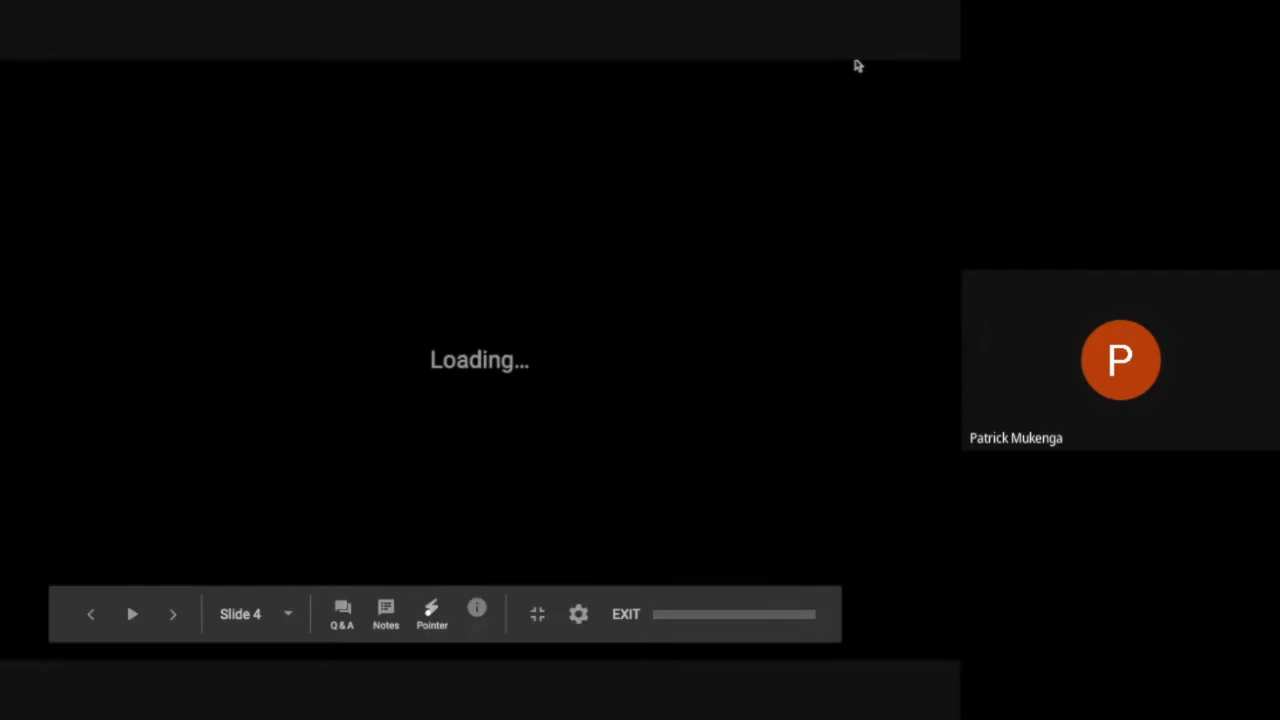 Loading...
P
Patrick Mukenga
Slide 4
Q&A
Notes
Pointer
EXIT